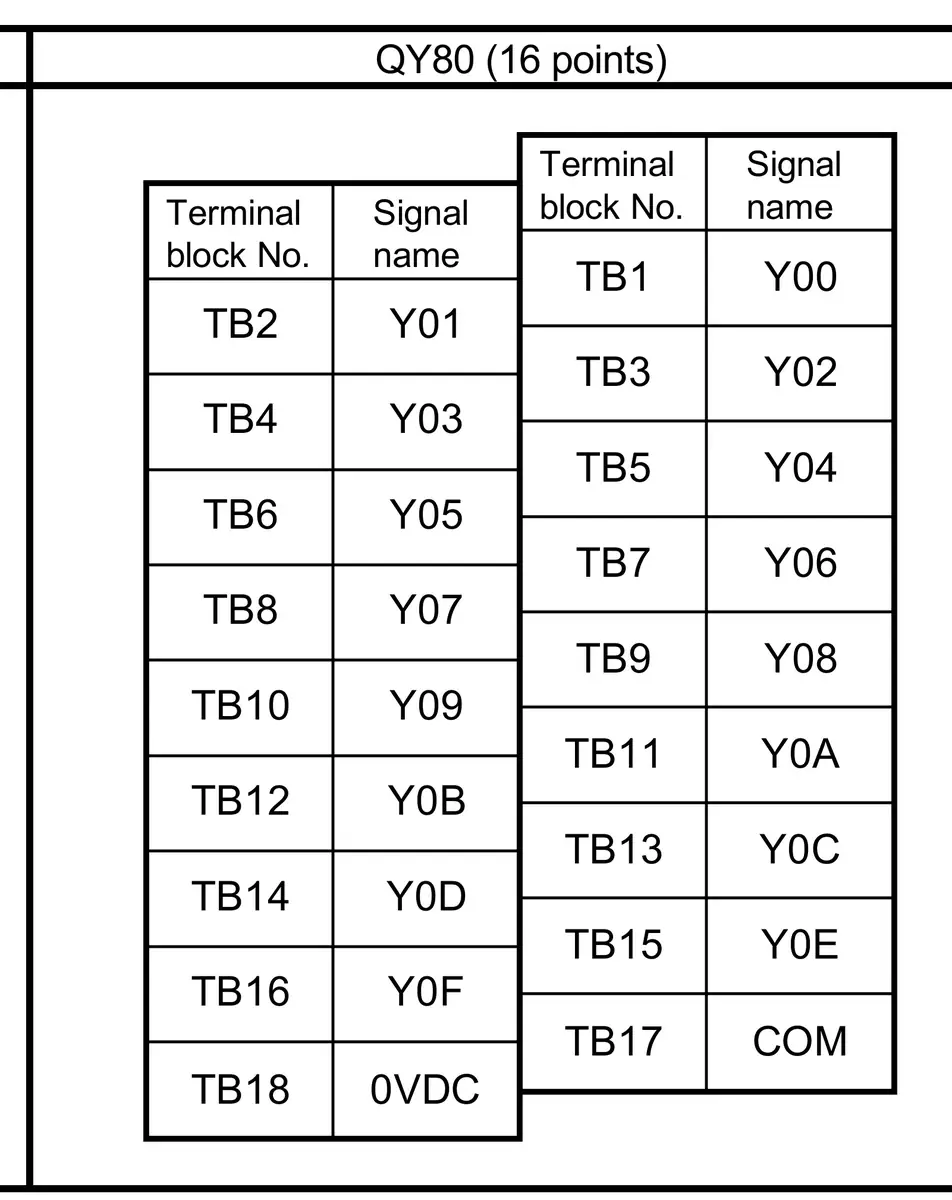 QY80 (16 points)
Terminal
block No.
Signal
name
TB2 Y01
TB4 Y03
TB6 Y05
TB8 Y07
TB10 Y09
TB12 Y0B
TB14 Y0D
TB16 Y0F
TB18 0VDC
Terminal
block No.
Signal
name
TB1 Y00
TB3 Y02
TB5 Y04
TB7 Y06
TB9 Y08
TB11 Y0A
TB13 Y0C
TB15 Y0E
TB17 COM